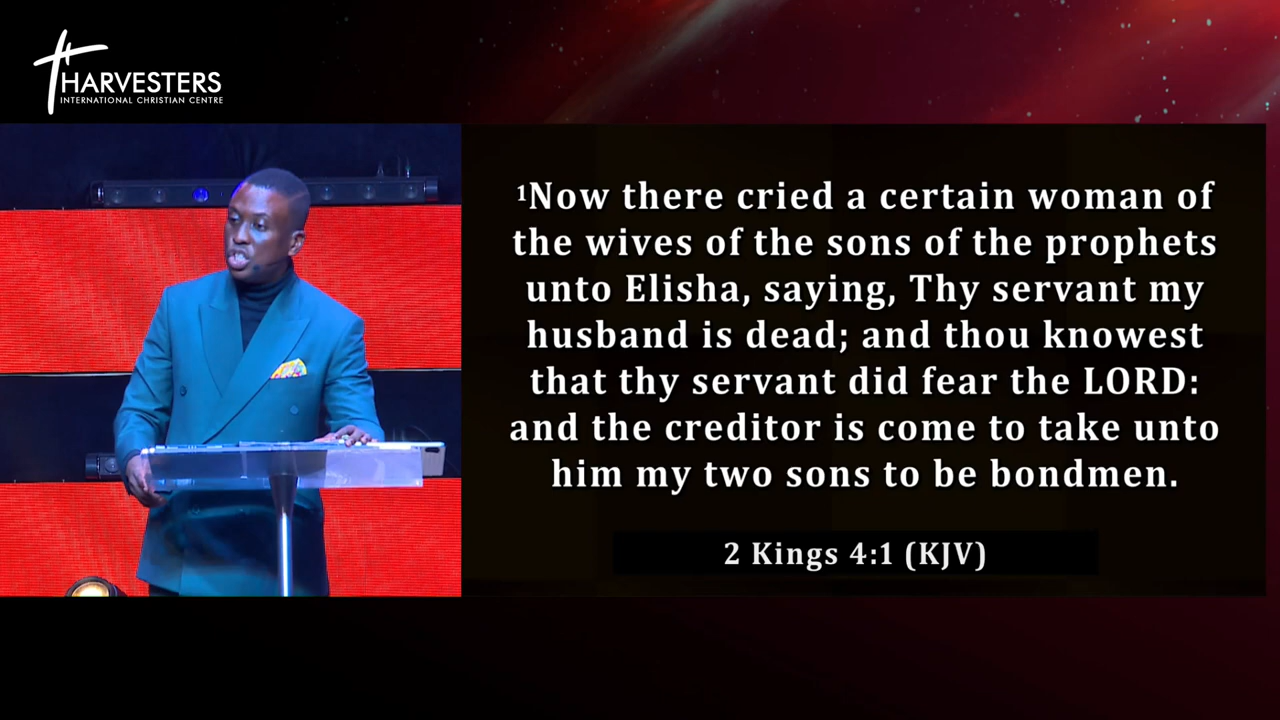 HARVESTERS
INTERNATIONAL CHRISTIAN CENTRE
¹Now there cried a certain woman of
the wives of the sons of the prophets
unto Elisha, saying, Thy servant my
husband is dead; and thou knowest
that thy servant did fear the LORD:
and the creditor is come to take unto
him my two sons to be bondmen.
2 Kings 4:1 (KJV)